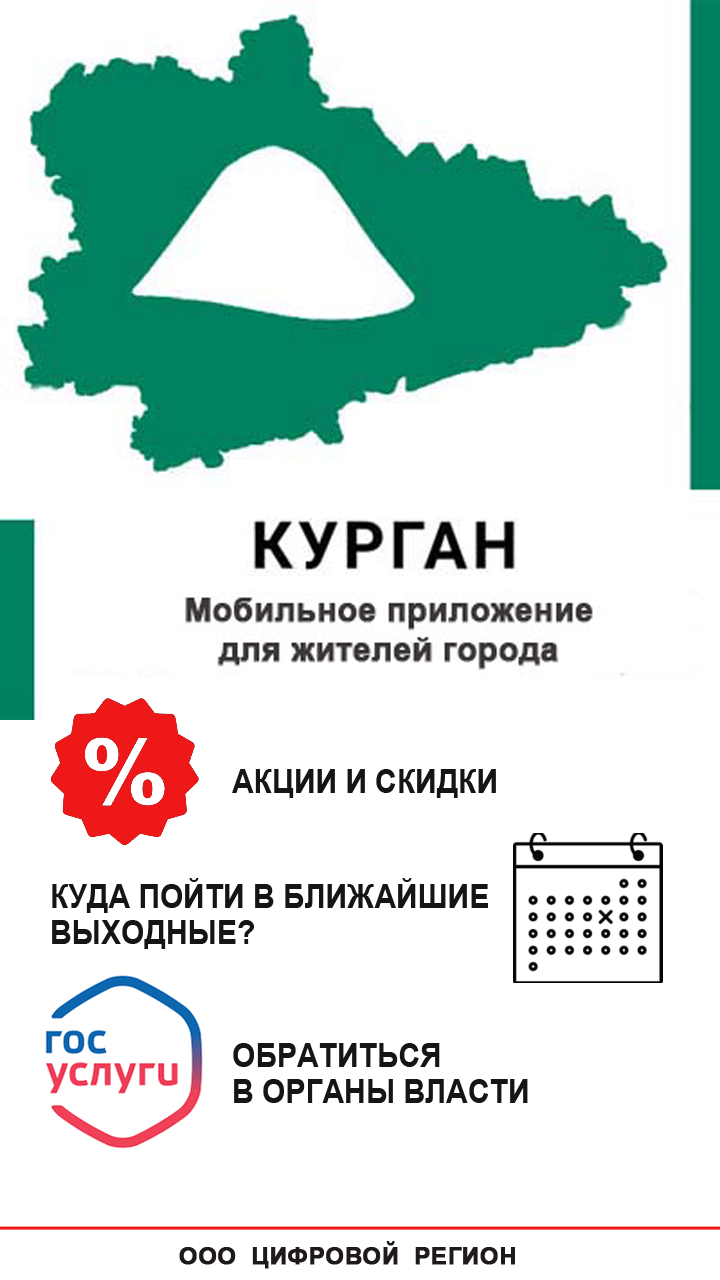 КУРГАН
Мобильное приложение
для жителей города
%
АКЦИИ И СКИДКИ
КУДА ПОЙТИ В БЛИЖАЙШИЕ
ВЫХОДНЫЕ?
гос
услуги
ОБРАТИТЬСЯ
В ОРГАНЫ ВЛАСТИ
ООО ЦИФРОВОЙ РЕГИОН